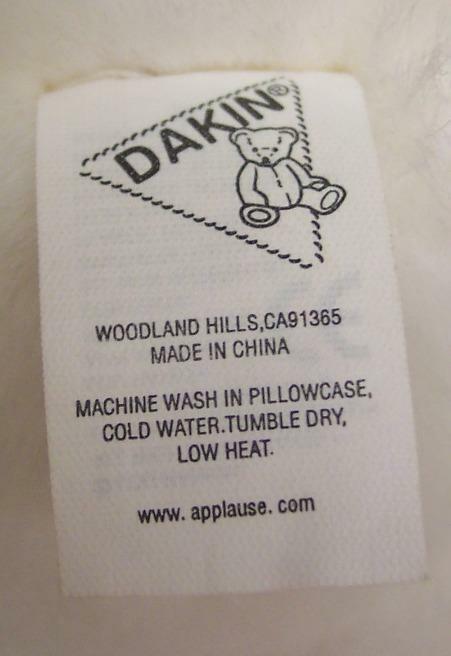 DAKIN®
WOODLAND HILLS,CA91365
MADE IN CHINA
MACHINE WASH IN PILLOWCASE,
COLD WATER.TUMBLE DRY,
LOW HEAT.
www. applause. com